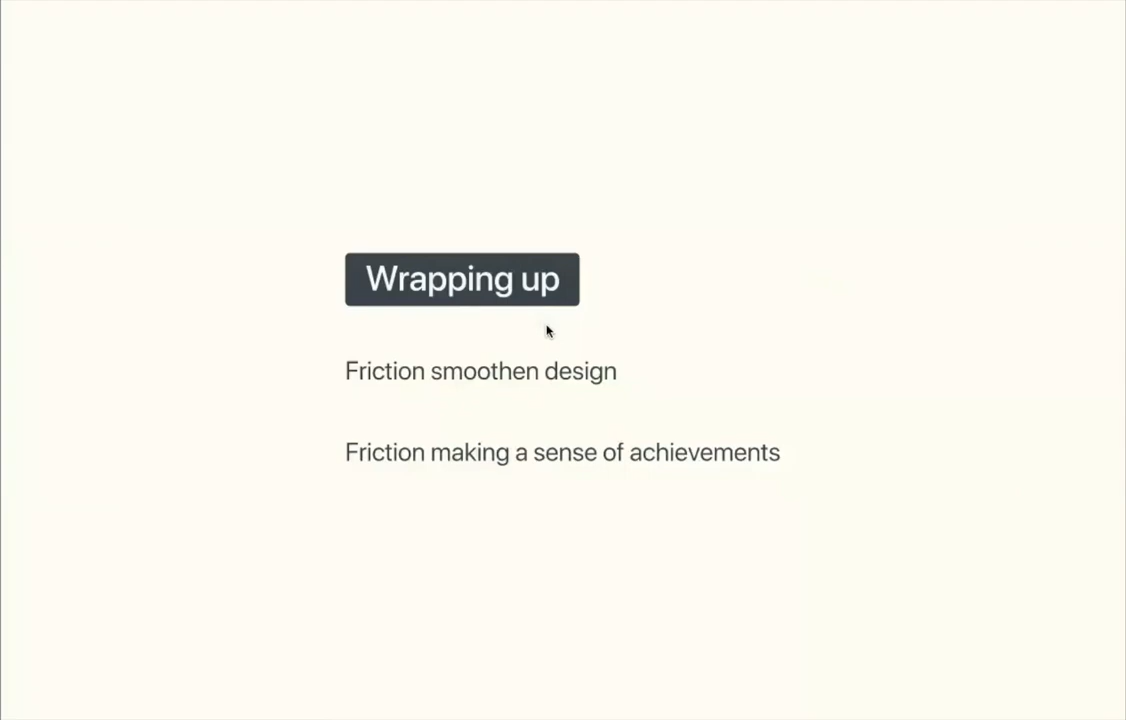 Wrapping up
Friction smoothen design
Friction making a sense of achievements